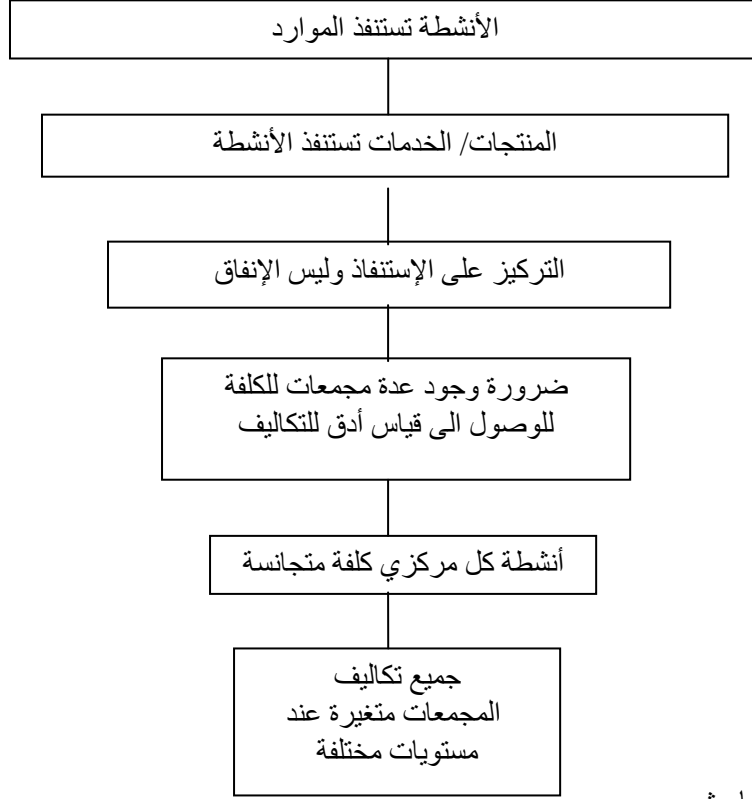 الأنشطة تستنفذ الموارد
المنتجات/ الخدمات تستنفذ الأنشطة
التركيز على الإستنفاذ وليس الإنفاق
ضرورة وجود عدة مجمعات للكلفة
للوصول الى قياس أدق للتكاليف
أنشطة كل مركزي كلفة متجانسة
جميع تكاليف
المجمعات متغيرة عند
مستويات مختلفة